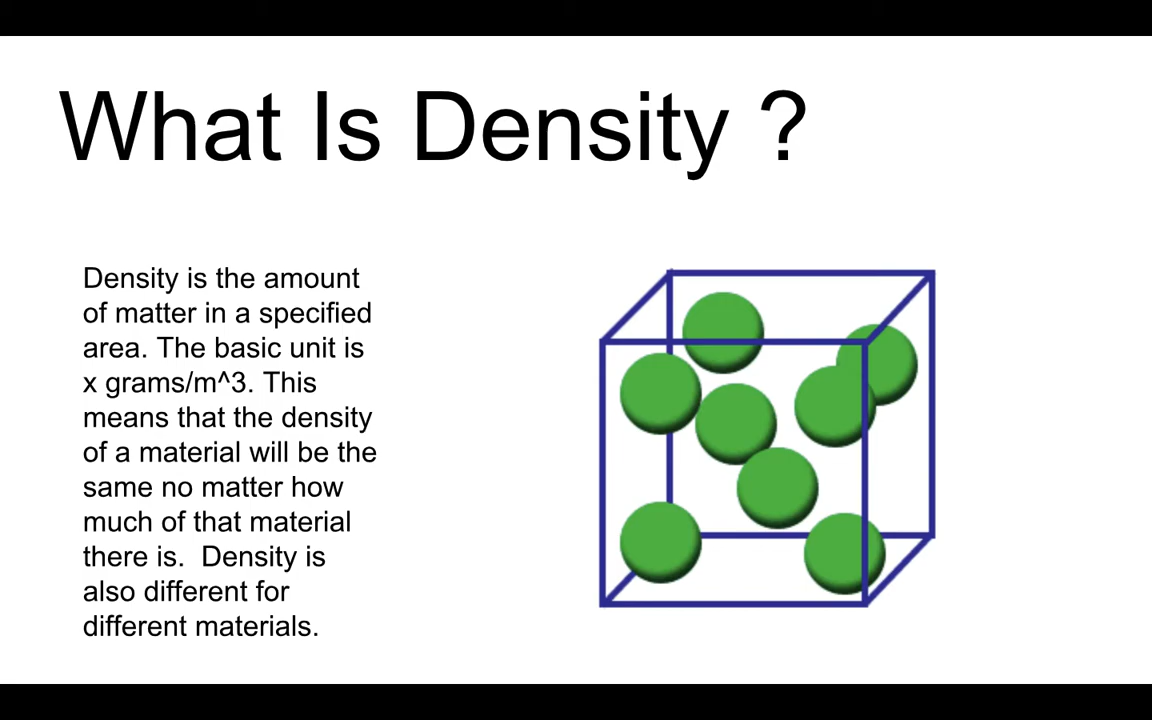 What Is Density ?
Density is the amount
of matter in a specified
area. The basic unit is
x grams/m^3. This
means that the density
of a material will be the
same no matter how
much of that material
there is.  Density is
also different for
different materials.